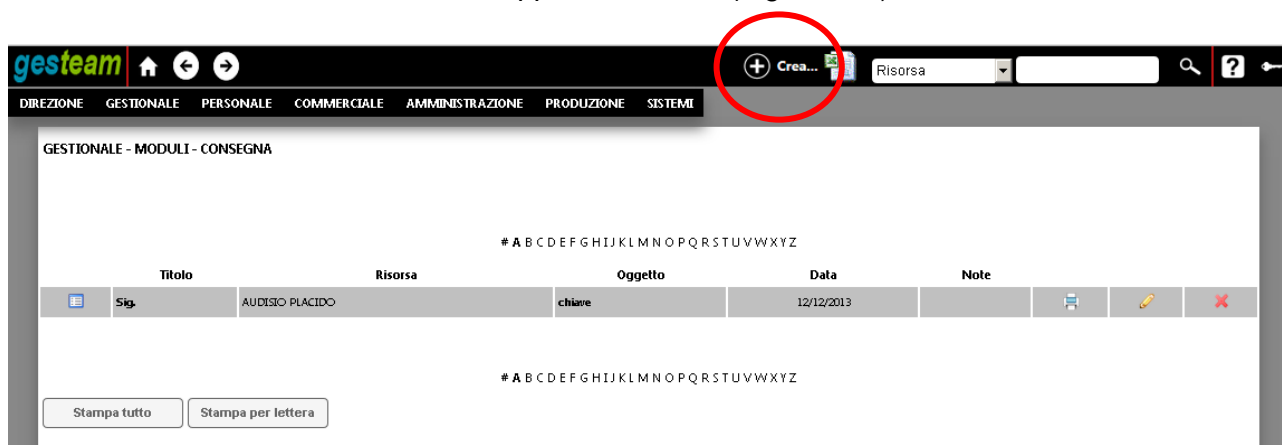 gesteam Crea... Risorsa ?
DIREZIONE GESTIONALE PERSONALE COMMERCIALE AMMINISTRAZIONE PRODUZIONE SISTEMI
GESTIONALE - MODULI - CONSEGNA
# A B C D E F G H I J K L M N O P Q R S T U V W X Y Z
Titolo Risorsa Oggetto Data Note
Sig. AUDISIO PLACIDO chiave 12/12/2013
# A B C D E F G H I J K L M N O P Q R S T U V W X Y Z
Stampa tutto Stampa per lettera